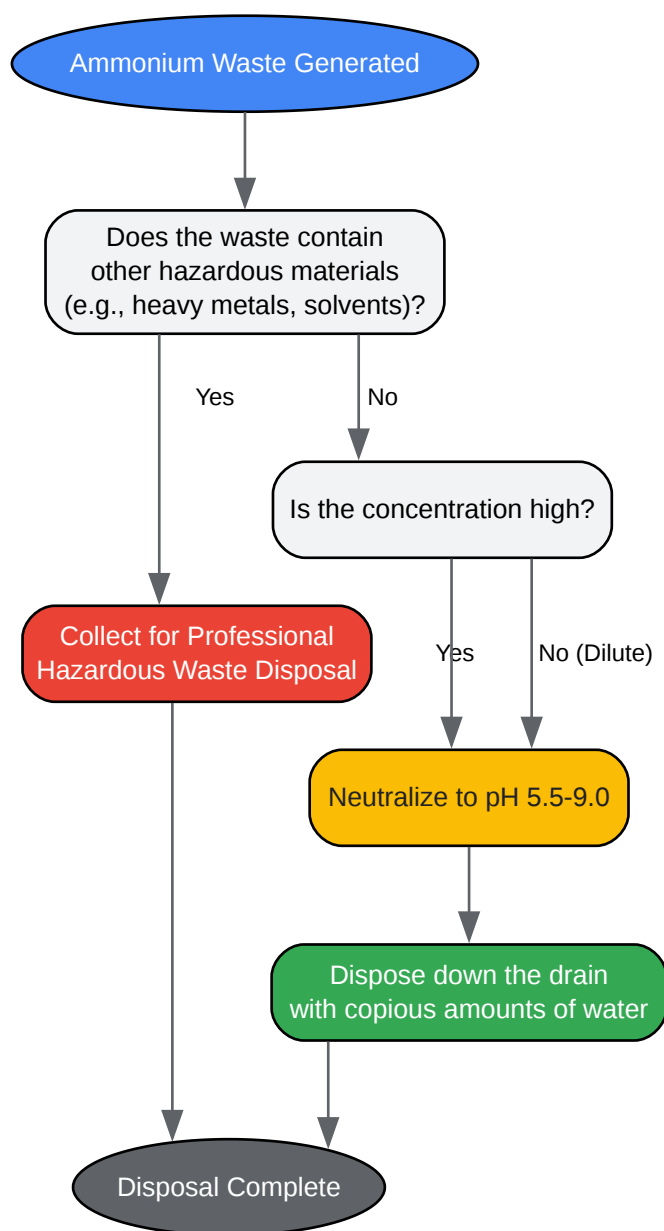 Ammonium Waste Generated
Does the waste contain
other hazardous materials
(e.g., heavy metals, solvents)?
Yes
No
Is the concentration high?
Collect for Professional
Hazardous Waste Disposal
Yes
No (Dilute)
Neutralize to pH 5.5-9.0
Dispose down the drain
with copious amounts of water
Disposal Complete